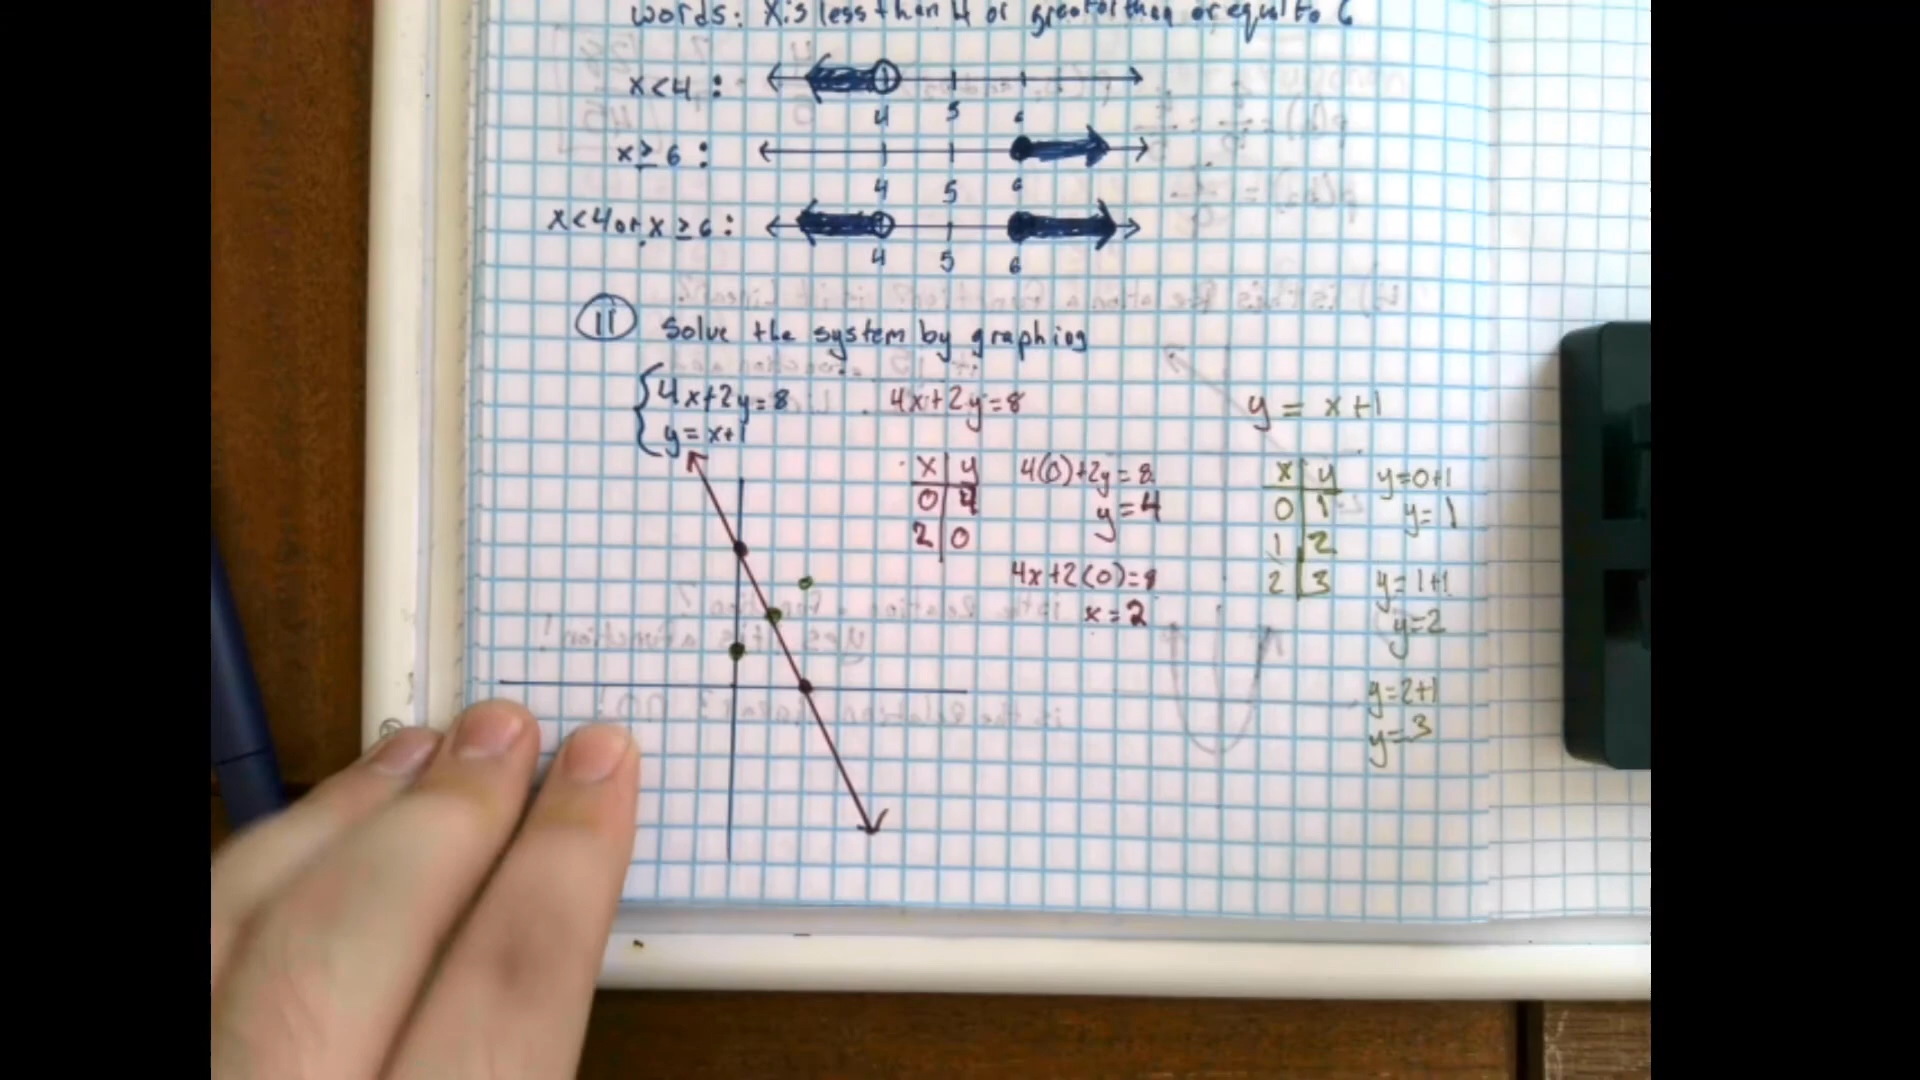 words: X is less than 4 or greater than or equal to 6
x<4:
4 5 6
x≥6:
4 5 6
x<4 or x≥6:
4 5 6
11 Solve the system by graphing
4x+2y=8
y=x+1
4x+2y=8
x y
0 4
2 0
4(0)+2y=8
y=4
4x+2(0)=8
x=2
y=x+1
x y
0 1
1 2
2 3
y=0+1
y=1
y=1+1
y=2
y=2+1
y=3